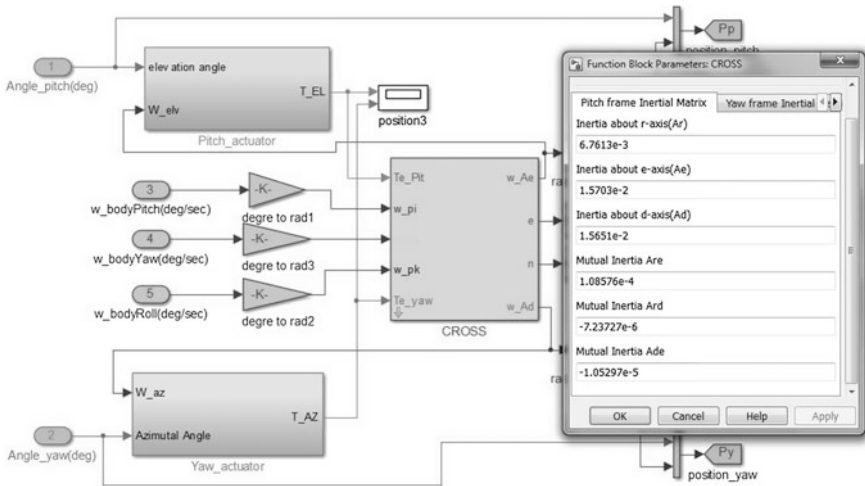 1
Angle_pitch(deg)
elevation angle
W_elv
T_EL
Pitch_actuator
position3
Pp
position_pitch
3
w_bodyPitch(deg/sec)
-K-
degre to rad1
4
w_bodyYaw(deg/sec)
-K-
degre to rad3
5
w_bodyRoll(deg/sec)
-K-
degre to rad2
Te_Pit
w_pi
w_pk
Te_yaw
w_Ae
e
n
w_Ad
CROSS
W_az
Azimutal Angle
T_AZ
Yaw_actuator
2
Angle_yaw(deg)
Py
position_yaw
Function Block Parameters: CROSS
Pitch frame Inertial Matrix
Yaw frame Inertial
Inertia about r-axis(Ar)
6.7613e-3
Inertia about e-axis(Ae)
1.5703e-2
Inertia about d-axis(Ad)
1.5651e-2
Mutual Inertia Are
1.08576e-4
Mutual Inertia Ard
-7.23727e-6
Mutual Inertia Ade
-1.05297e-5
OK
Cancel
Help
Apply